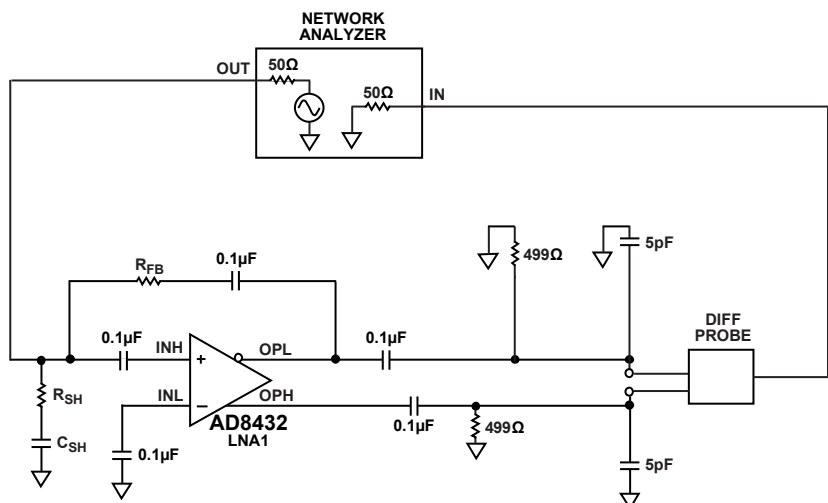 NETWORK
ANALYZER
OUT
50Ω
50Ω
IN
RFB
0.1µF
499Ω
5pF
0.1µF
INH
+
OPL
0.1µF
DIFF
PROBE
RSH
INL
–
OPH
AD8432
LNA1
0.1µF
499Ω
CSH
0.1µF
5pF